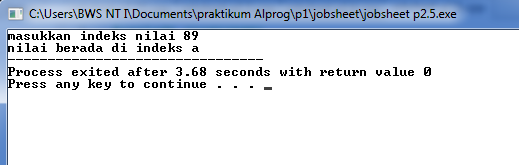 C:\Users\BWS NT I\Documents\praktikum Alprog\p1\jobsheet\jobsheet p2.5.exe
masukkan indeks nilai 89
nilai berada di indeks a
--------------------------------
Process exited after 3.68 seconds with return value 0
Press any key to continue . . .